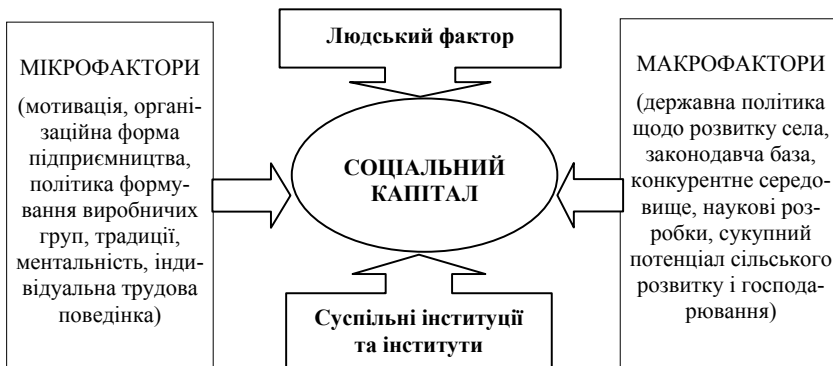 Людський фактор
МІКРОФАКТОРИ
(мотивація, органі-
заційна форма
підприємництва,
політика форму-
вання виробничих
груп, традиції,
ментальність, інди-
відуальна трудова
поведінка)
СОЦІАЛЬНИЙ
КАПІТАЛ
МАКРОФАКТОРИ
(державна політика
щодо розвитку села,
законодавча база,
конкурентне середо-
вище, наукові роз-
робки, сукупний
потенціал сільського
розвитку і господа-
рювання)
Суспільні інституції
та інститути